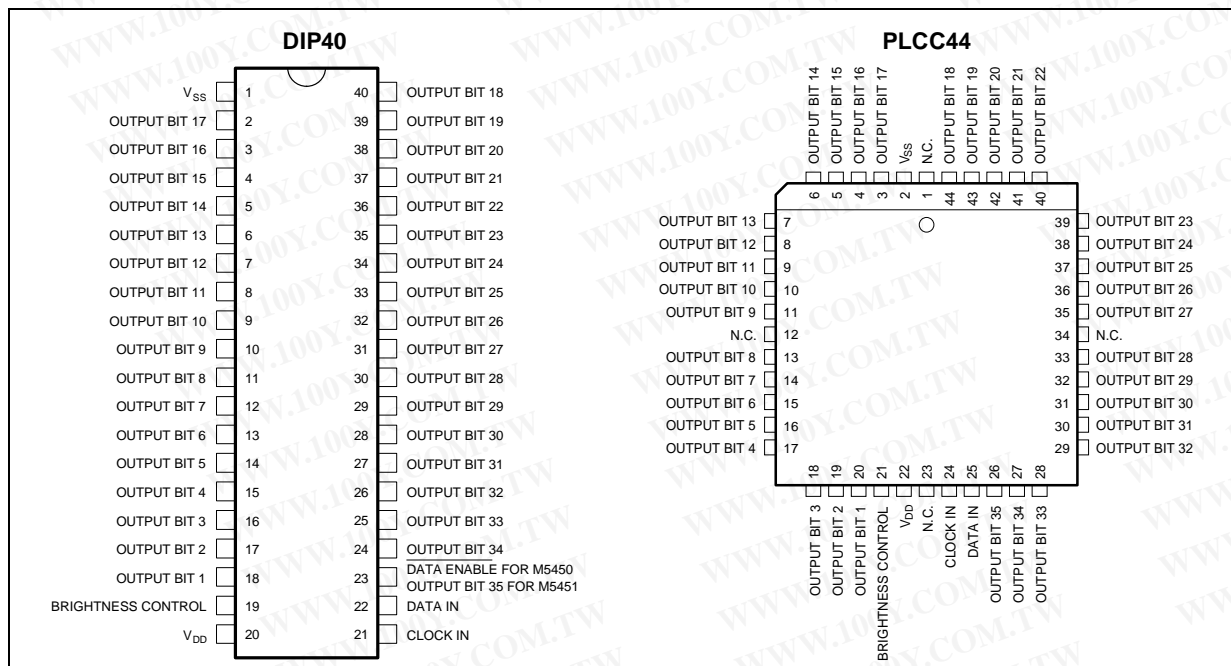 DIP40
VSS 1 40 OUTPUT BIT 18
OUTPUT BIT 17 2 39 OUTPUT BIT 19
OUTPUT BIT 16 3 38 OUTPUT BIT 20
OUTPUT BIT 15 4 37 OUTPUT BIT 21
OUTPUT BIT 14 5 36 OUTPUT BIT 22
OUTPUT BIT 13 6 35 OUTPUT BIT 23
OUTPUT BIT 12 7 34 OUTPUT BIT 24
OUTPUT BIT 11 8 33 OUTPUT BIT 25
OUTPUT BIT 10 9 32 OUTPUT BIT 26
OUTPUT BIT 9 10 31 OUTPUT BIT 27
OUTPUT BIT 8 11 30 OUTPUT BIT 28
OUTPUT BIT 7 12 29 OUTPUT BIT 29
OUTPUT BIT 6 13 28 OUTPUT BIT 30
OUTPUT BIT 5 14 27 OUTPUT BIT 31
OUTPUT BIT 4 15 26 OUTPUT BIT 32
OUTPUT BIT 3 16 25 OUTPUT BIT 33
OUTPUT BIT 2 17 24 OUTPUT BIT 34
OUTPUT BIT 1 18 23 DATA ENABLE FOR M5450
OUTPUT BIT 35 FOR M5451
BRIGHTNESS CONTROL 19 22 DATA IN
VDD 20 21 CLOCK IN
PLCC44
OUTPUT BIT 14
OUTPUT BIT 15
OUTPUT BIT 16
OUTPUT BIT 17
VSS
N.C.
OUTPUT BIT 18
OUTPUT BIT 19
OUTPUT BIT 20
OUTPUT BIT 21
OUTPUT BIT 22
6 5 4 3 2 1 44 43 42 41 40
OUTPUT BIT 13 7 39 OUTPUT BIT 23
OUTPUT BIT 12 8 38 OUTPUT BIT 24
OUTPUT BIT 11 9 37 OUTPUT BIT 25
OUTPUT BIT 10 10 36 OUTPUT BIT 26
OUTPUT BIT 9 11 35 OUTPUT BIT 27
N.C. 12 34 N.C.
OUTPUT BIT 8 13 33 OUTPUT BIT 28
OUTPUT BIT 7 14 32 OUTPUT BIT 29
OUTPUT BIT 6 15 31 OUTPUT BIT 30
OUTPUT BIT 5 16 30 OUTPUT BIT 31
OUTPUT BIT 4 17 29 OUTPUT BIT 32
18 19 20 21 22 23 24 25 26 27 28
OUTPUT BIT 3
OUTPUT BIT 2
OUTPUT BIT 1
BRIGHTNESS CONTROL
VDD
N.C.
CLOCK IN
DATA IN
OUTPUT BIT 35
OUTPUT BIT 34
OUTPUT BIT 33
WWW.100Y.COM.TW